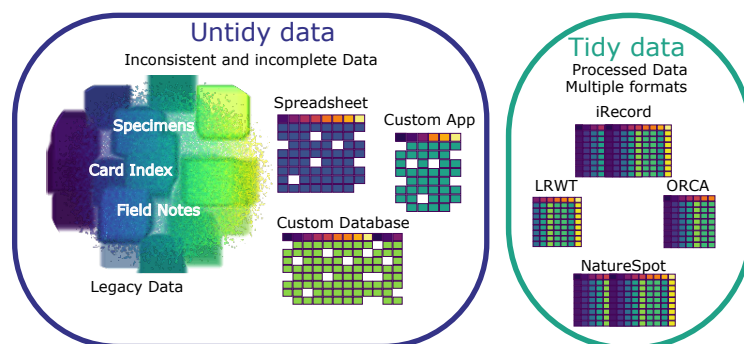 Untidy data
Inconsistent and incomplete Data
Specimens
Card Index
Field Notes
Legacy Data
Spreadsheet
Custom App
Custom Database
Tidy data
Processed Data
Multiple formats
iRecord
LRWT
ORCA
NatureSpot